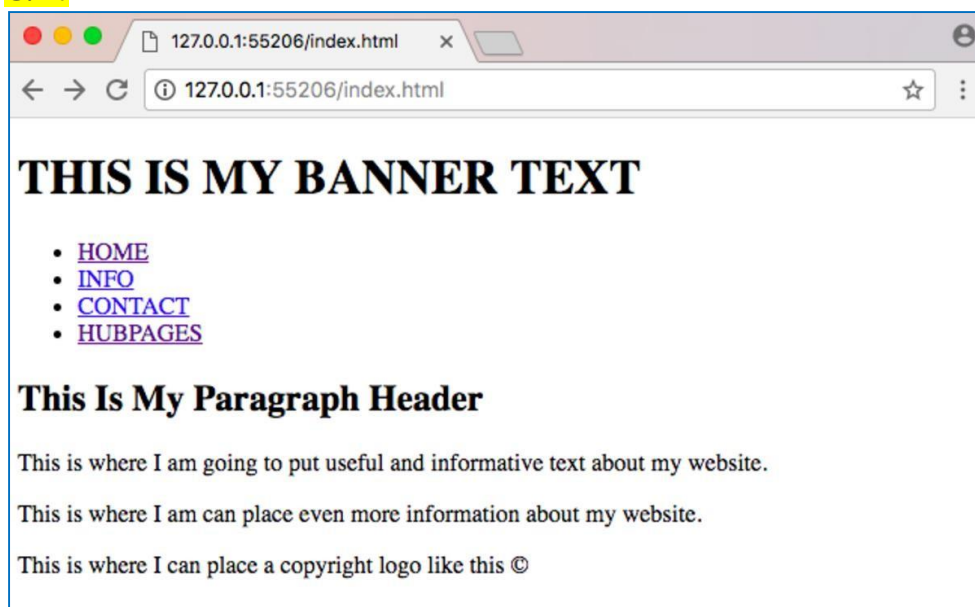 127.0.0.1:55206/index.html
127.0.0.1:55206/index.html
THIS IS MY BANNER TEXT
• HOME
• INFO
• CONTACT
• HUBPAGES
This Is My Paragraph Header
This is where I am going to put useful and informative text about my website.
This is where I am can place even more information about my website.
This is where I can place a copyright logo like this ©